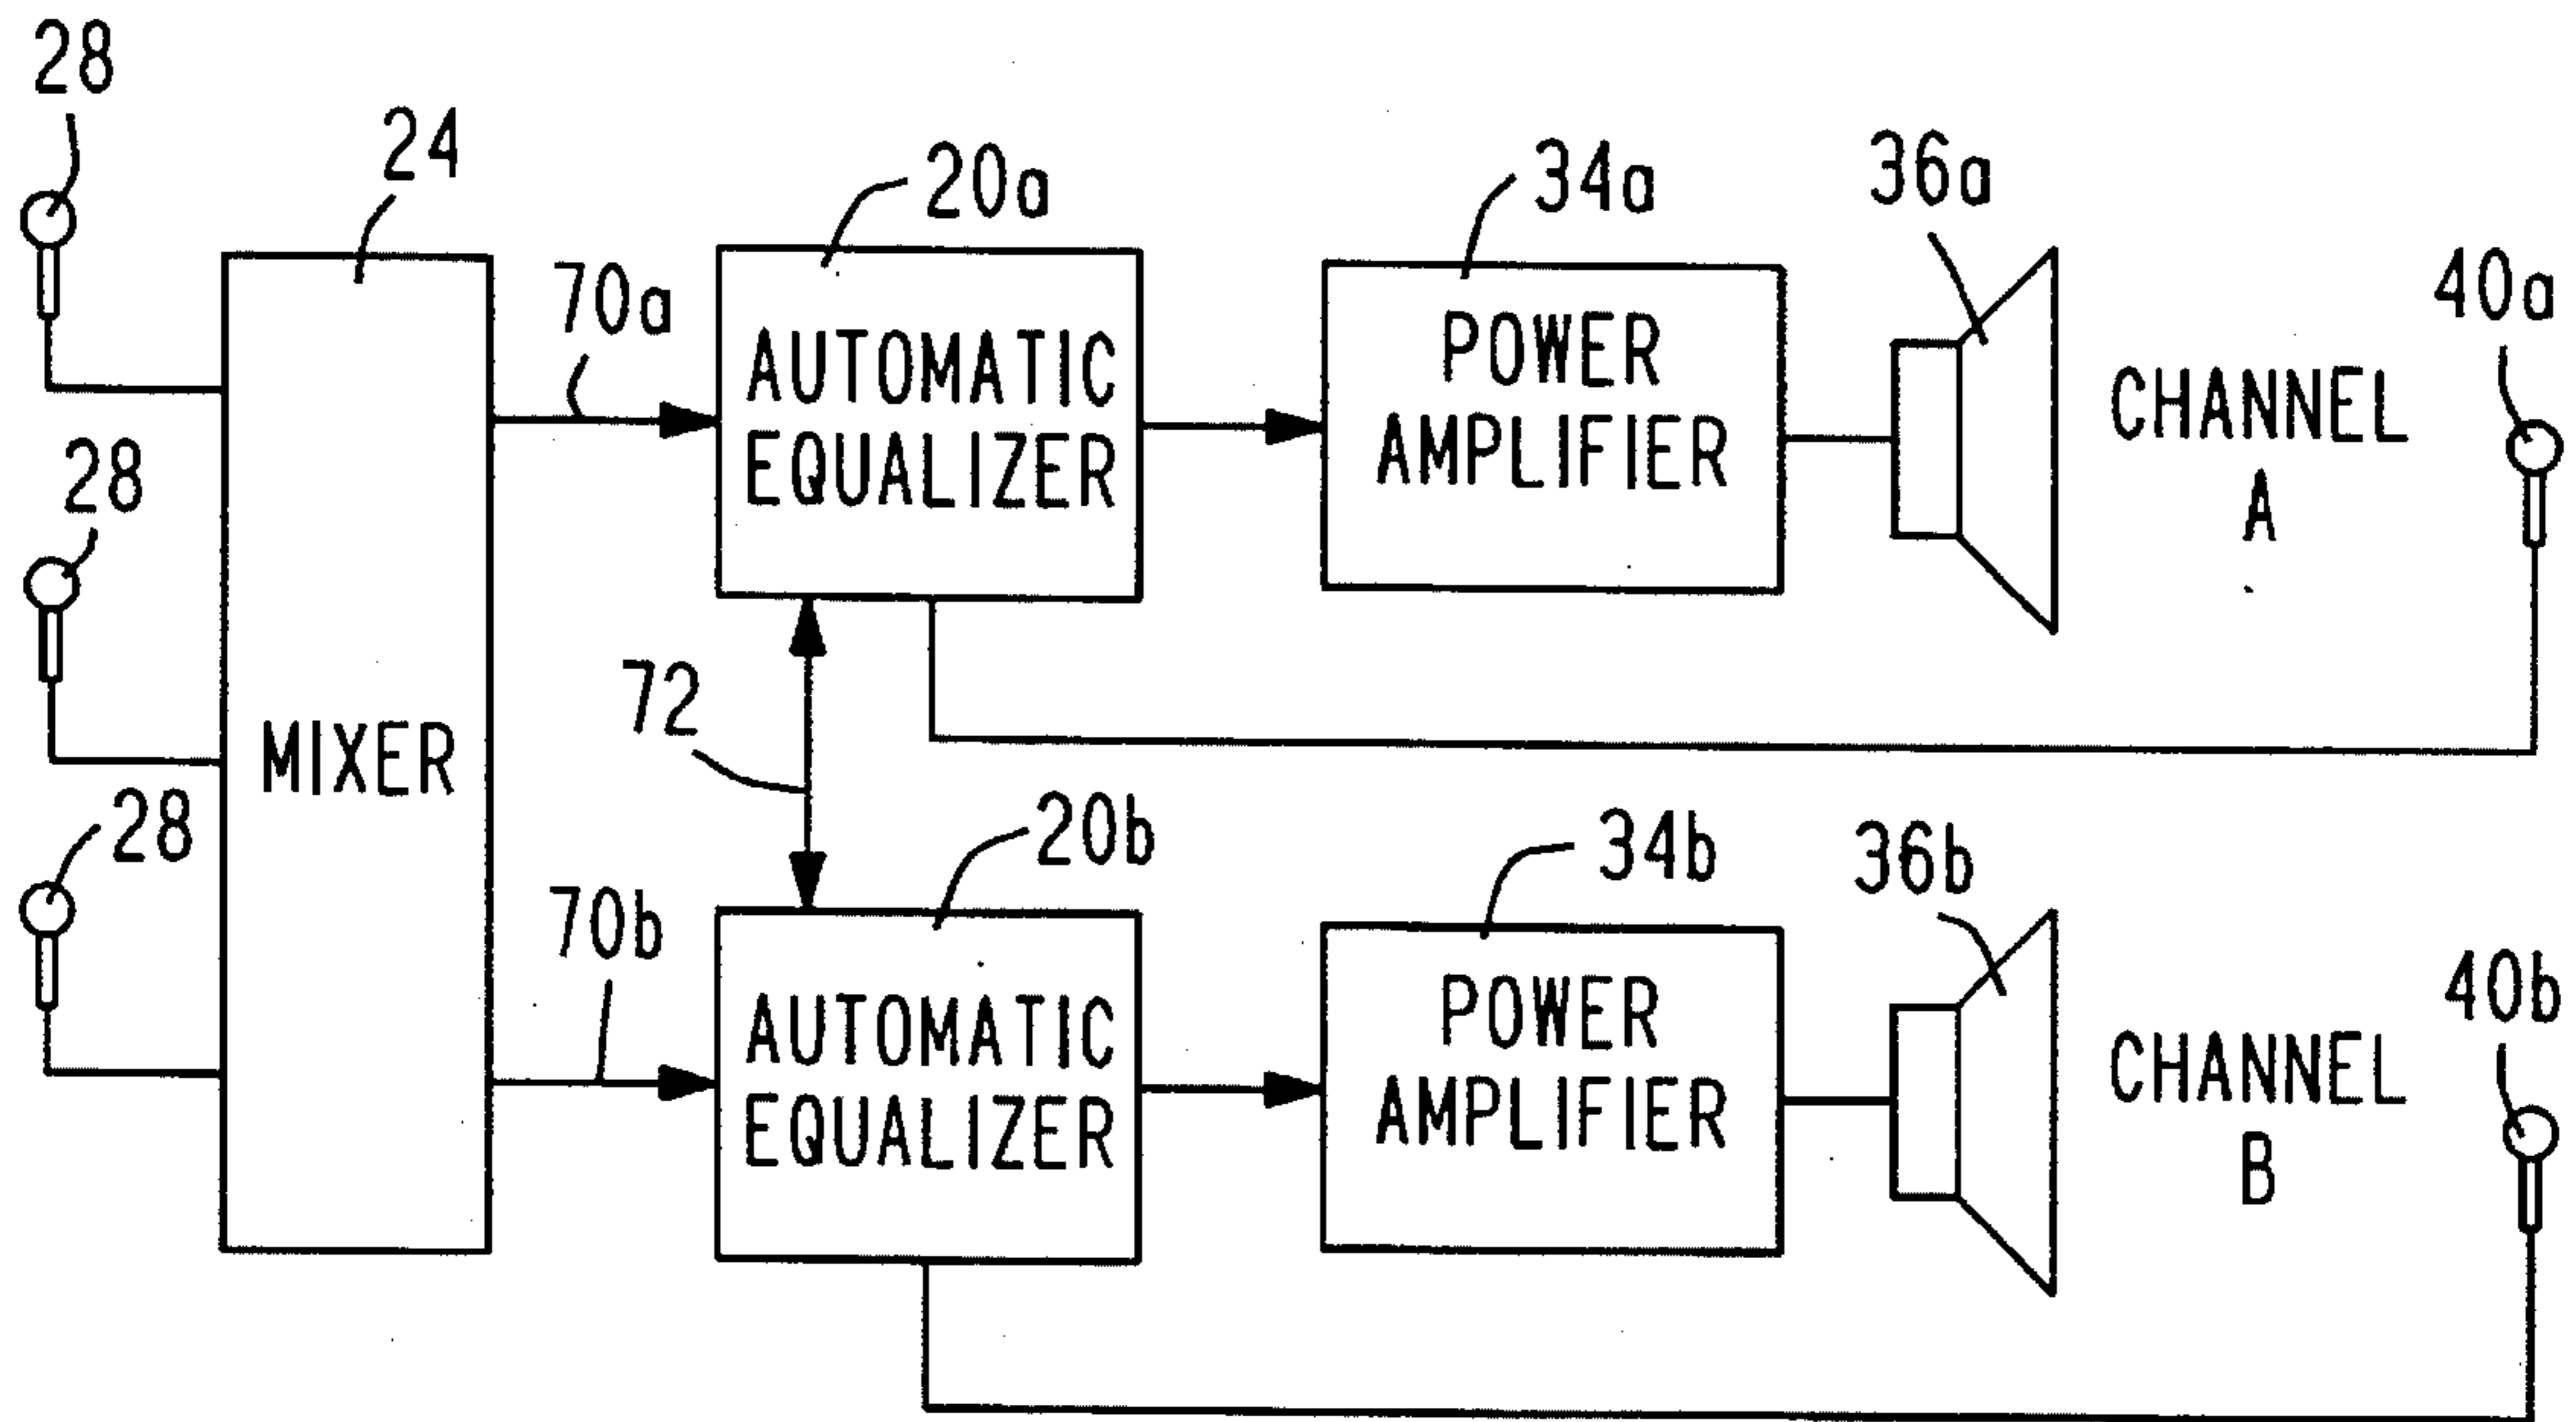 28
24
20a
34a
36a
40a
70a
AUTOMATIC
EQUALIZER
POWER
AMPLIFIER
CHANNEL
A
28
72
MIXER
28
20b
34b
36b
40b
70b
AUTOMATIC
EQUALIZER
POWER
AMPLIFIER
CHANNEL
B